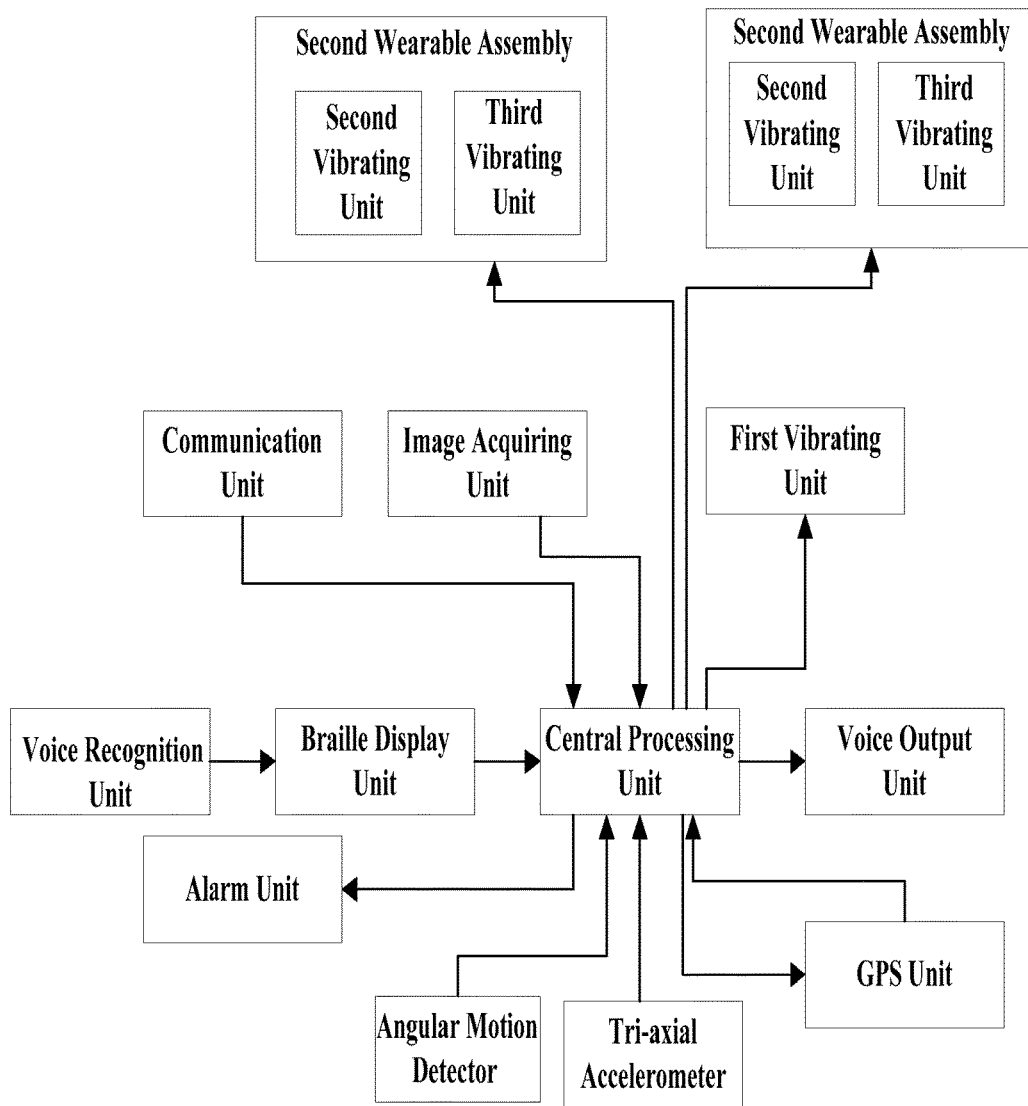 Second Wearable Assembly
Second
Vibrating
Unit
Third
Vibrating
Unit
Second Wearable Assembly
Second
Vibrating
Unit
Third
Vibrating
Unit
Communication
Unit
Image Acquiring
Unit
First Vibrating
Unit
Voice Recognition
Unit
Braille Display
Unit
Central Processing
Unit
Voice Output
Unit
Alarm Unit
GPS Unit
Angular Motion
Detector
Tri-axial
Accelerometer